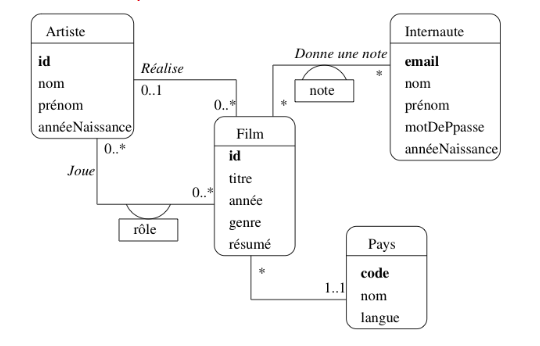 Artiste
id
nom
prénom
annéeNaissance
Réalise
0..1
0..*
Donne une note
*
note
*
Internaute
email
nom
prénom
motDePpasse
annéeNaissance
0..*
Joue
0..*
rôle
Film
id
titre
année
genre
résumé
*
1..1
Pays
code
nom
langue